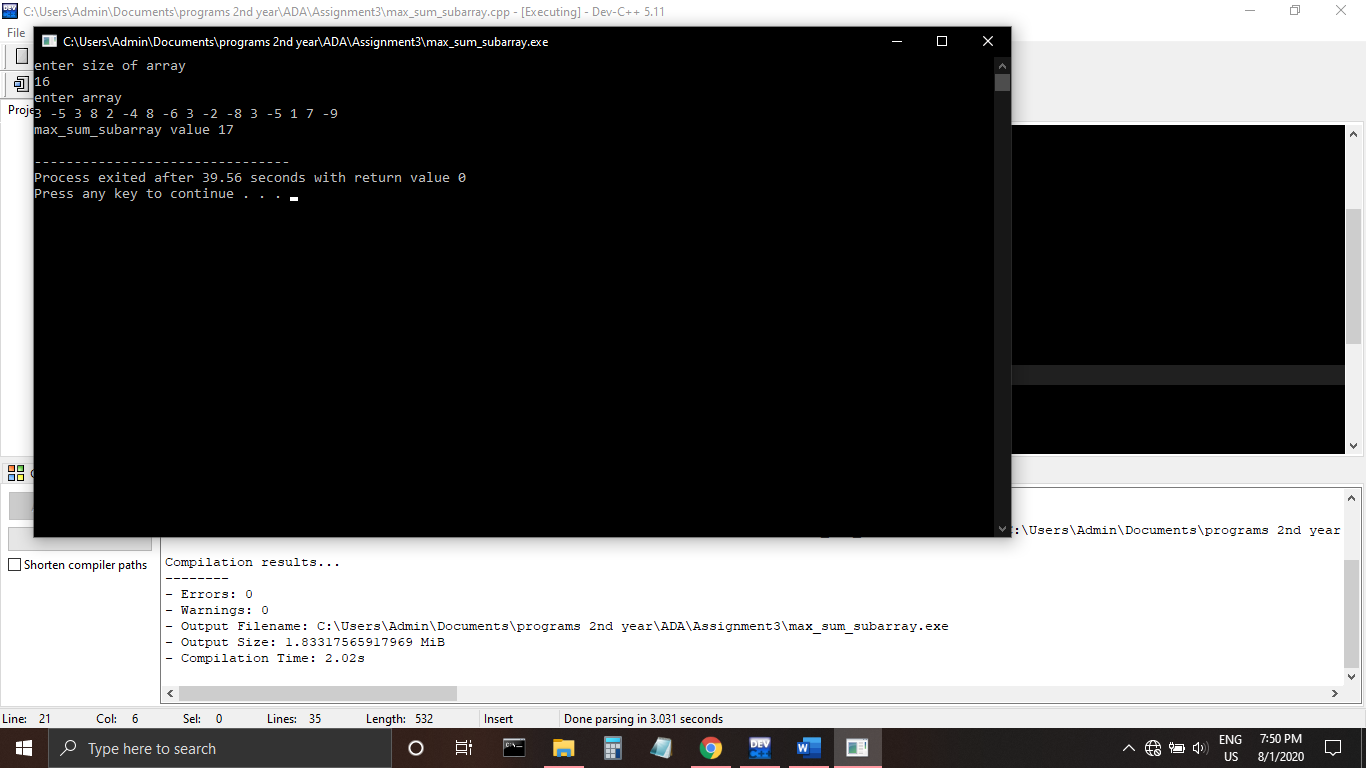 C:\Users\Admin\Documents\programs 2nd year\ADA\Assignment3\max_sum_subarray.cpp - [Executing] - Dev-C++ 5.11
File
C:\Users\Admin\Documents\programs 2nd year\ADA\Assignment3\max_sum_subarray.exe
enter size of array
16
enter array
3 -5 3 8 2 -4 8 -6 3 -2 -8 3 -5 1 7 -9
max_sum_subarray value 17
--------------------------------
Process exited after 39.56 seconds with return value 0
Press any key to continue . . .
:\Users\Admin\Documents\programs 2nd year
Shorten compiler paths
Compilation results...
--------
- Errors: 0
- Warnings: 0
- Output Filename: C:\Users\Admin\Documents\programs 2nd year\ADA\Assignment3\max_sum_subarray.exe
- Output Size: 1.83317565917969 MiB
- Compilation Time: 2.02s
Line: 21 Col: 6 Sel: 0 Lines: 35 Length: 532 Insert Done parsing in 3.031 seconds
Type here to search
DEV
ENG
US
7:50 PM
8/1/2020